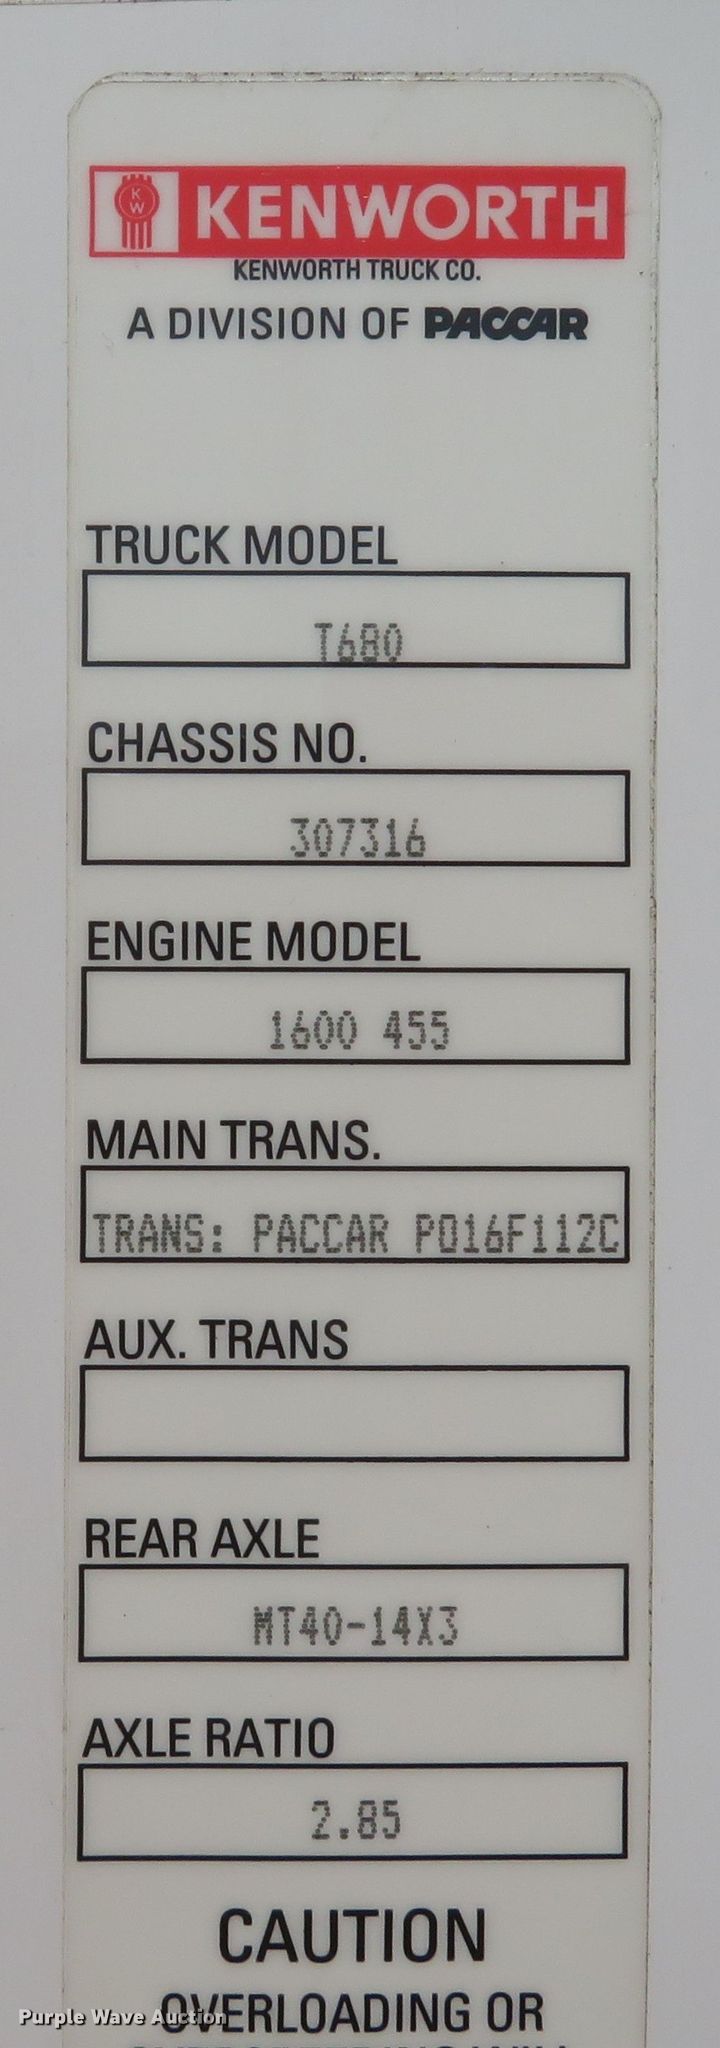 KW KENWORTH
KENWORTH TRUCK CO.
A DIVISION OF PACCAR
TRUCK MODEL
T680
CHASSIS NO.
307316
ENGINE MODEL
1600 455
MAIN TRANS.
TRANS: PACCAR PO16F112C
AUX. TRANS
REAR AXLE
MT40-14X3
AXLE RATIO
2.85
CAUTION
OVERLOADING OR
Purple Wave Auction